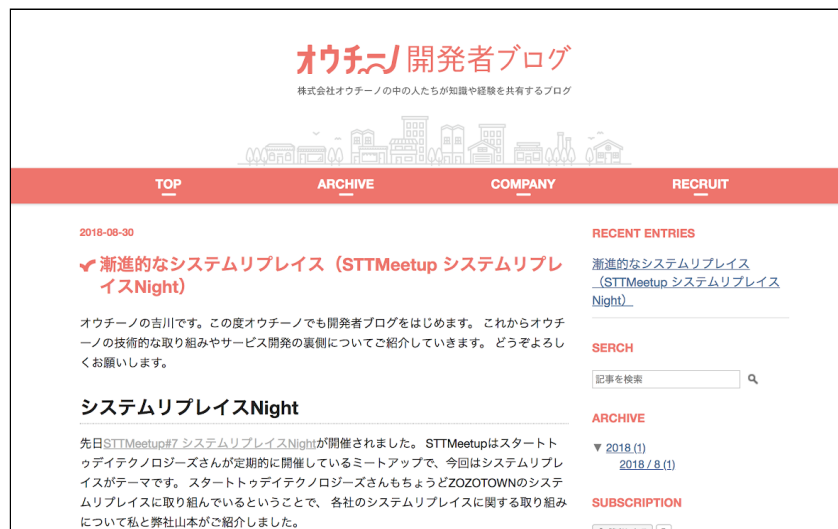 オウチーノ 開発者ブログ
株式会社オウチーノの中の人たちが知識や経験を共有するブログ
TOP ARCHIVE COMPANY RECRUIT
2018-08-30
漸進的なシステムリプレイス（STTMeetup システムリプレ
イスNight）
オウチーノの吉川です。この度オウチーノでも開発者ブログをはじめます。 これからオウチ
ーノの技術的な取り組みやサービス開発の裏側についてご紹介していきます。 どうぞよろし
くお願いします。
システムリプレイスNight
先日STTMeetup#7 システムリプレイスNightが開催されました。 STTMeetupはスタートト
ゥデイテクノロジーズさんが定期的に開催しているミートアップで、今回はシステムリプレ
イスがテーマです。 スタートトゥデイテクノロジーズさんもちょうどZOZOTOWNのシステ
ムリプレイスに取り組んでいるということで、 各社のシステムリプレイスに関する取り組み
について私と弊社山本がご紹介しました。
RECENT ENTRIES
漸進的なシステムリプレイス
（STTMeetup システムリプレイス
Night）
SERCH
記事を検索
ARCHIVE
▼ 2018 (1)
2018 / 8 (1)
SUBSCRIPTION